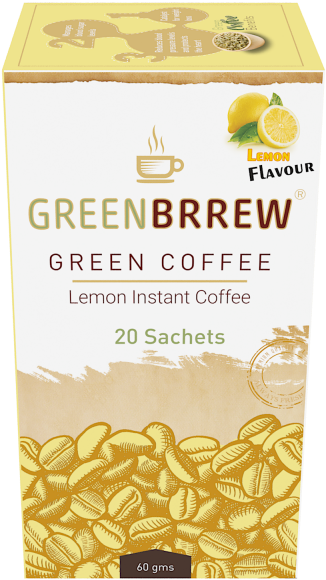 Lemon
Flavour
GREENBRREW®
GREEN COFFEE
Lemon Instant Coffee
20 Sachets
60 gms